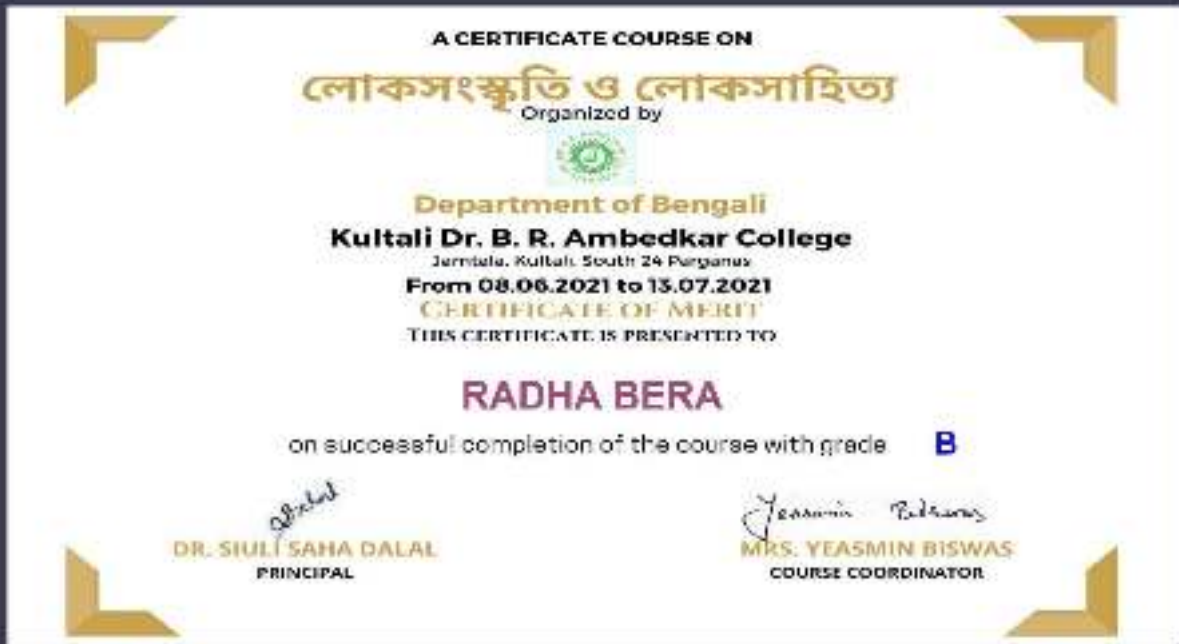 A CERTIFICATE COURSE ON
লোকসংস্কৃতি ও লোকসাহিত্য
Organized by
Department of Bengali
Kultali Dr. B. R. Ambedkar College
Jamtala, Kultali, South 24 Parganas
From 08.06.2021 to 13.07.2021
CERTIFICATE OF MERIT
THIS CERTIFICATE IS PRESENTED TO
RADHA BERA
on successful completion of the course with grade B
Yeasmin Biswas
DR. SIULI SAHA DALAL MRS. YEASMIN BISWAS
PRINCIPAL COURSE COORDINATOR